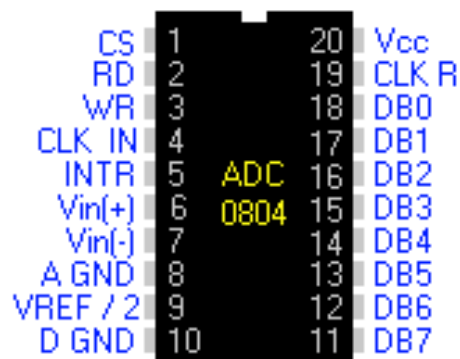 CS 1 20 Vcc
RD 2 19 CLK R
WR 3 18 DB0
CLK IN 4 17 DB1
INTR 5 ADC 16 DB2
Vin(+) 6 0804 15 DB3
Vin(-) 7 14 DB4
A GND 8 13 DB5
VREF / 2 9 12 DB6
D GND 10 11 DB7